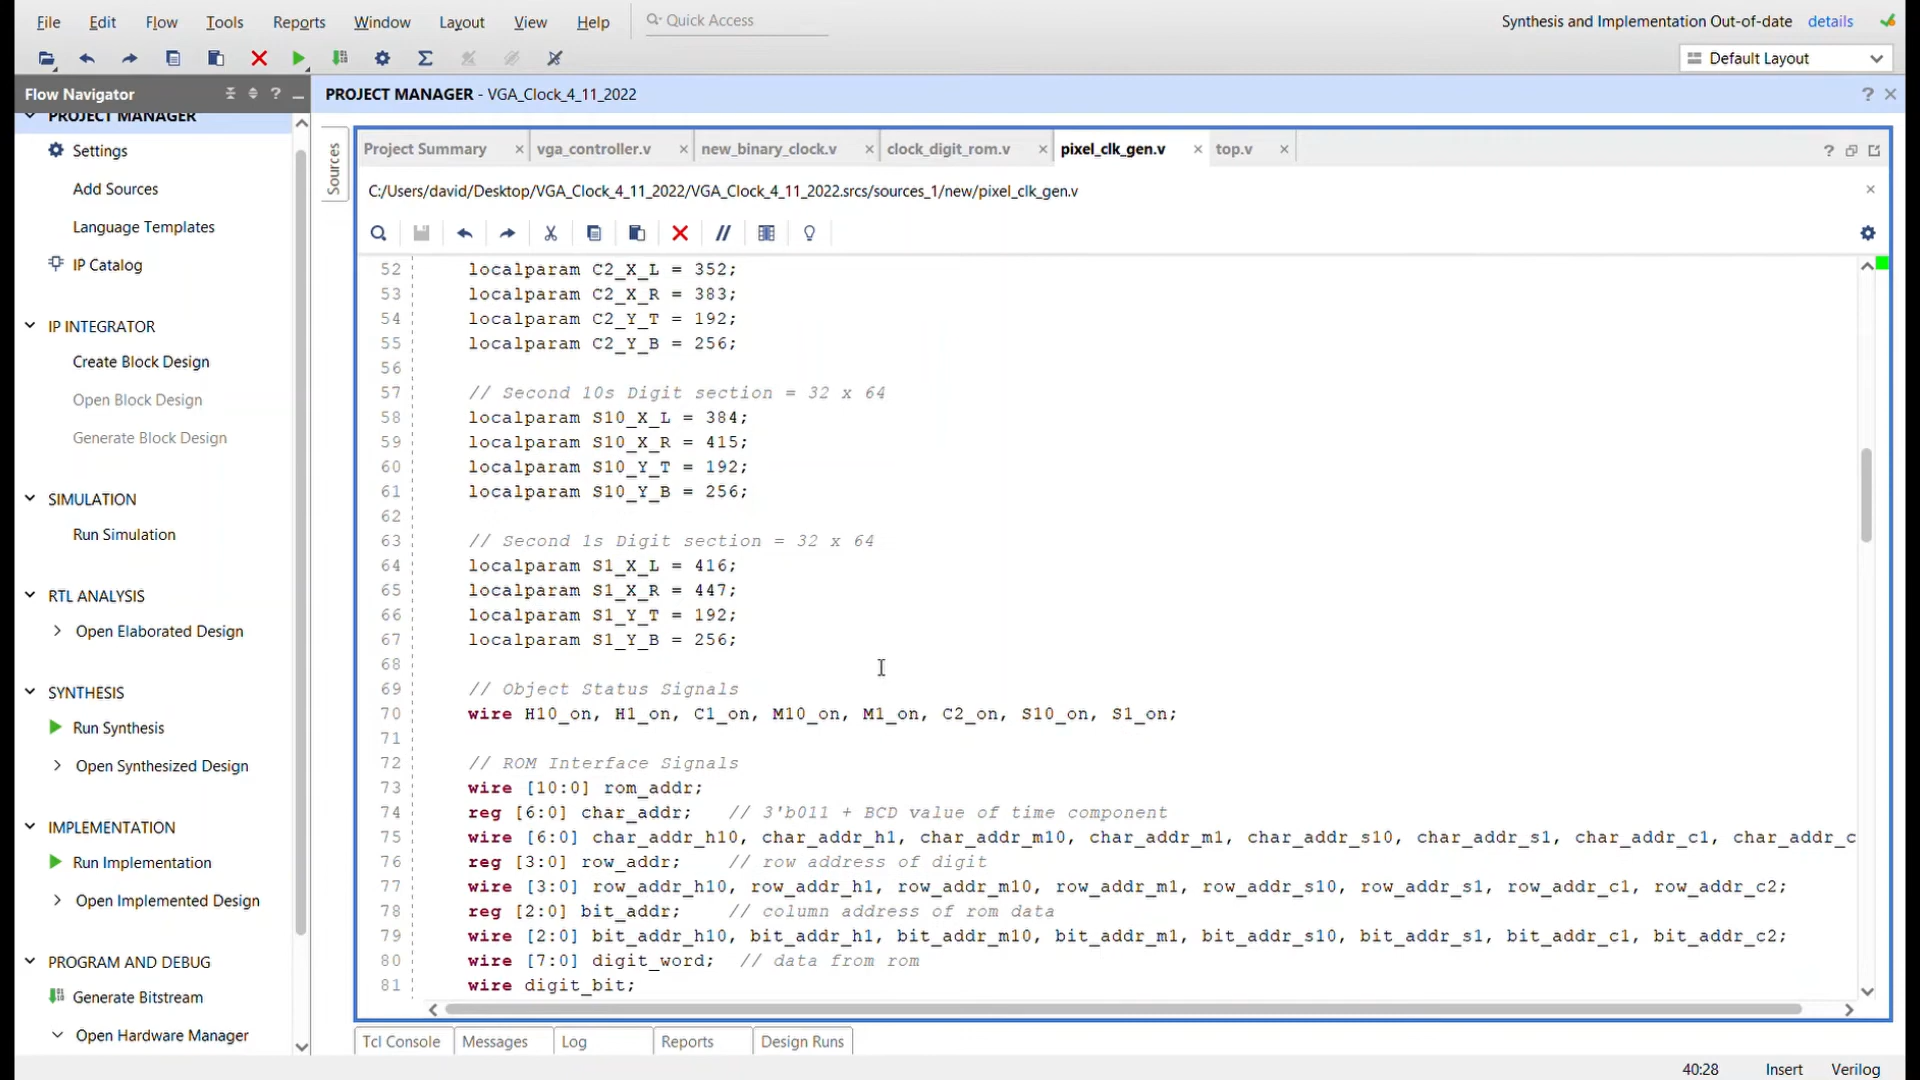 File Edit Flow Tools Reports Window Layout View Help Quick Access
Synthesis and Implementation Out-of-date details
Default Layout
Flow Navigator
PROJECT MANAGER - VGA_Clock_4_11_2022
PROJECT MANAGER
Settings
Add Sources
Language Templates
IP Catalog
IP INTEGRATOR
Create Block Design
Open Block Design
Generate Block Design
SIMULATION
Run Simulation
RTL ANALYSIS
Open Elaborated Design
SYNTHESIS
Run Synthesis
Open Synthesized Design
IMPLEMENTATION
Run Implementation
Open Implemented Design
PROGRAM AND DEBUG
Generate Bitstream
Open Hardware Manager
Sources
Project Summary vga_controller.v new_binary_clock.v clock_digit_rom.v pixel_clk_gen.v top.v
C:/Users/david/Desktop/VGA_Clock_4_11_2022/VGA_Clock_4_11_2022.srcs/sources_1/new/pixel_clk_gen.v
52 localparam C2_X_L = 352;
53 localparam C2_X_R = 383;
54 localparam C2_Y_T = 192;
55 localparam C2_Y_B = 256;
56
57 // Second 10s Digit section = 32 x 64
58 localparam S10_X_L = 384;
59 localparam S10_X_R = 415;
60 localparam S10_Y_T = 192;
61 localparam S10_Y_B = 256;
62
63 // Second 1s Digit section = 32 x 64
64 localparam S1_X_L = 416;
65 localparam S1_X_R = 447;
66 localparam S1_Y_T = 192;
67 localparam S1_Y_B = 256;
68
69 // Object Status Signals
70 wire H10_on, H1_on, C1_on, M10_on, M1_on, C2_on, S10_on, S1_on;
71
72 // ROM Interface Signals
73 wire [10:0] rom_addr;
74 reg [6:0] char_addr; // 3'b011 + BCD value of time component
75 wire [6:0] char_addr_h10, char_addr_h1, char_addr_m10, char_addr_m1, char_addr_s10, char_addr_s1, char_addr_c1, char_addr_c
76 reg [3:0] row_addr; // row address of digit
77 wire [3:0] row_addr_h10, row_addr_h1, row_addr_m10, row_addr_m1, row_addr_s10, row_addr_s1, row_addr_c1, row_addr_c2;
78 reg [2:0] bit_addr; // column address of rom data
79 wire [2:0] bit_addr_h10, bit_addr_h1, bit_addr_m10, bit_addr_m1, bit_addr_s10, bit_addr_s1, bit_addr_c1, bit_addr_c2;
80 wire [7:0] digit_word; // data from rom
81 wire digit_bit;
Tcl Console Messages Log Reports Design Runs
40:28 Insert Verilog